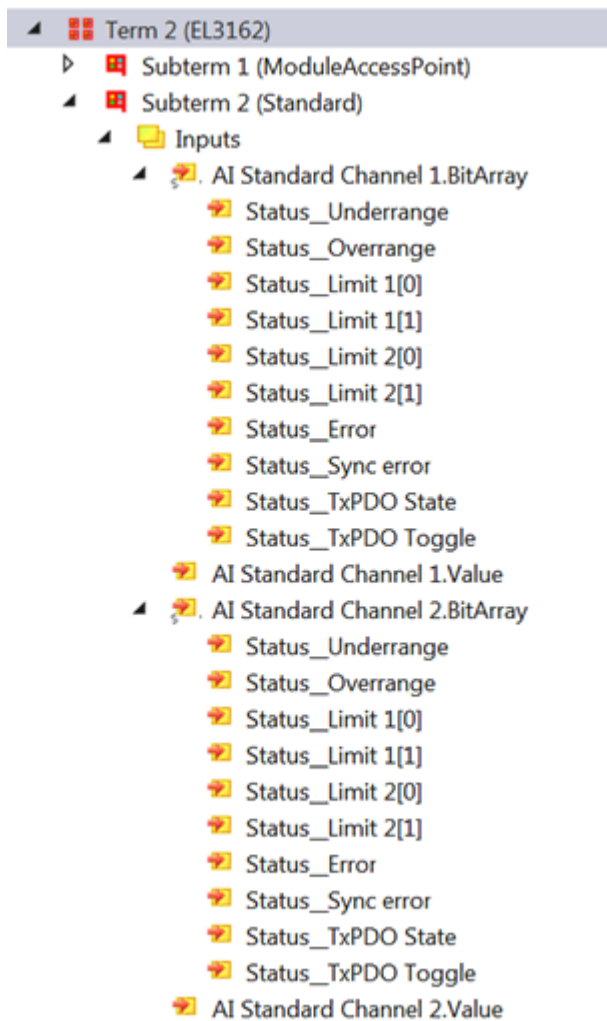 Term 2 (EL3162)
Subterm 1 (ModuleAccessPoint)
Subterm 2 (Standard)
Inputs
AI Standard Channel 1.BitArray
Status__Underrange
Status__Overrange
Status__Limit 1[0]
Status__Limit 1[1]
Status__Limit 2[0]
Status__Limit 2[1]
Status__Error
Status__Sync error
Status__TxPDO State
Status__TxPDO Toggle
AI Standard Channel 1.Value
AI Standard Channel 2.BitArray
Status__Underrange
Status__Overrange
Status__Limit 1[0]
Status__Limit 1[1]
Status__Limit 2[0]
Status__Limit 2[1]
Status__Error
Status__Sync error
Status__TxPDO State
Status__TxPDO Toggle
AI Standard Channel 2.Value